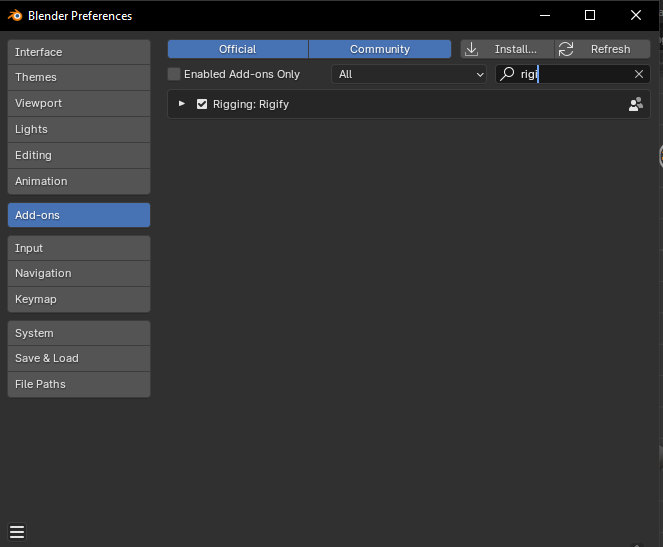 Blender Preferences
Interface
Themes
Viewport
Lights
Editing
Animation
Add-ons
Input
Navigation
Keymap
System
Save & Load
File Paths
Official Community Install... Refresh
Enabled Add-ons Only All rigi
Rigging: Rigify